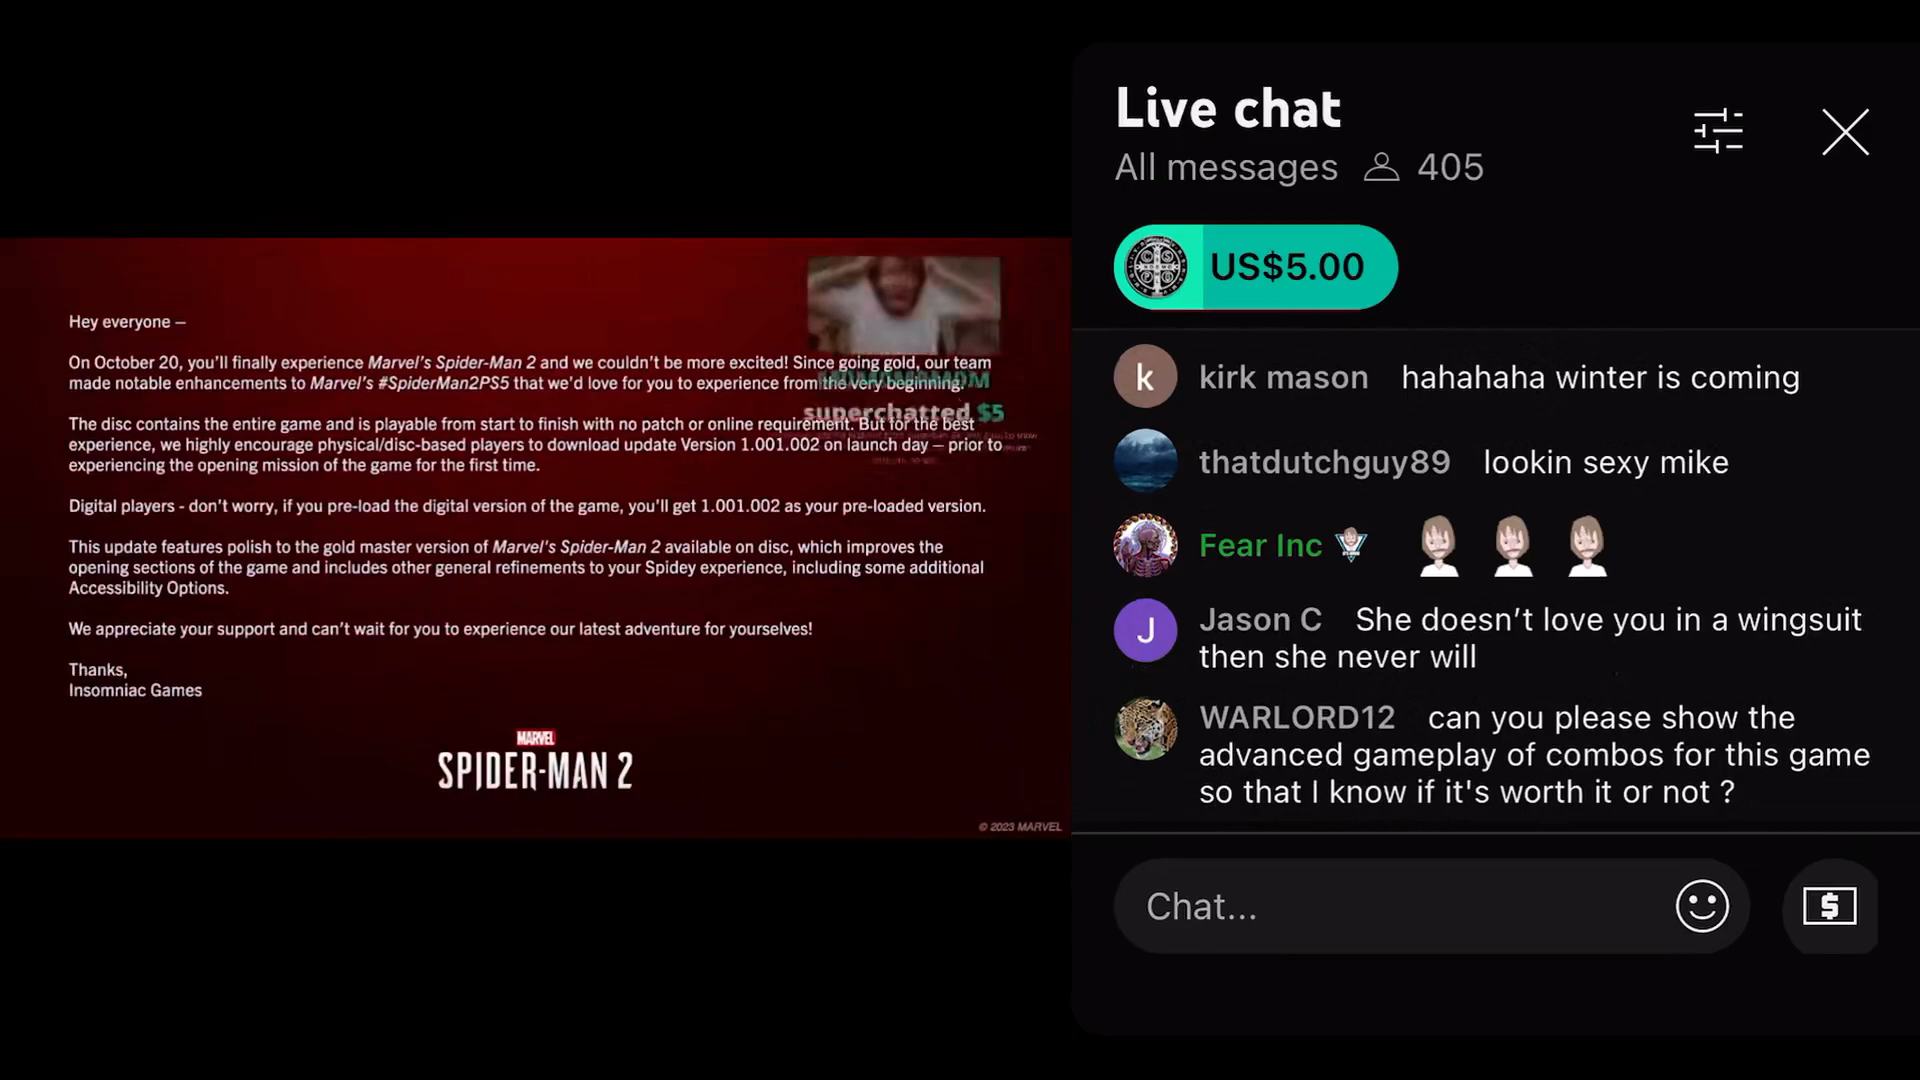 Hey everyone –
On October 20, you'll finally experience Marvel's Spider-Man 2 and we couldn't be more excited! Since going gold, our team
made notable enhancements to Marvel's #SpiderMan2PS5 that we'd love for you to experience from the very beginning.
The disc contains the entire game and is playable from start to finish with no patch or online requirement. But for the best
experience, we highly encourage physical/disc-based players to download update Version 1.001.002 on launch day – prior to
experiencing the opening mission of the game for the first time.
Digital players - don't worry, if you pre-load the digital version of the game, you'll get 1.001.002 as your pre-loaded version.
This update features polish to the gold master version of Marvel's Spider-Man 2 available on disc, which improves the
opening sections of the game and includes other general refinements to your Spidey experience, including some additional
Accessibility Options.
We appreciate your support and can't wait for you to experience our latest adventure for yourselves!
Thanks,
Insomniac Games
MARVEL
SPIDER-MAN 2
© 2023 MARVEL
superchatted $5
Live chat
All messages 405
US$5.00
k kirk mason hahahaha winter is coming
thatdutchguy89 lookin sexy mike
Fear Inc
J Jason C She doesn't love you in a wingsuit
then she never will
WARLORD12 can you please show the
advanced gameplay of combos for this game
so that I know if it's worth it or not ?
Chat...
$